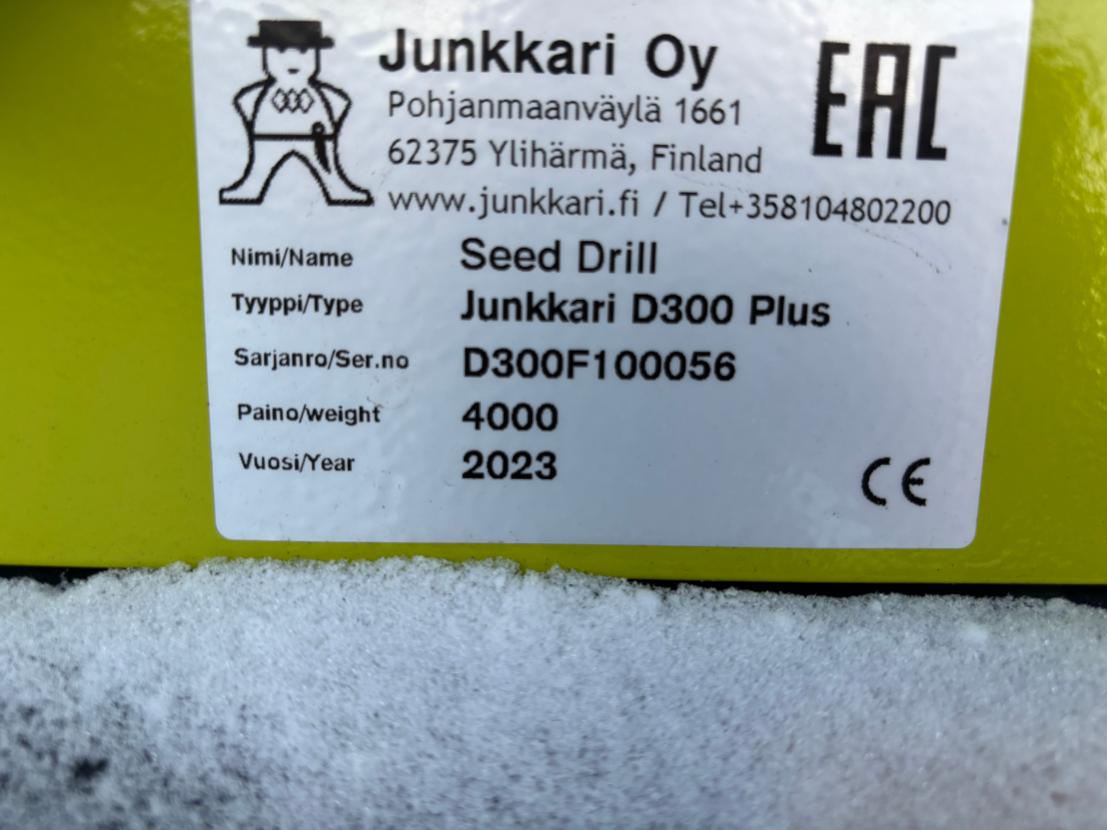 Junkkari Oy
EAC
Pohjanmaanväylä 1661
62375 Ylihärmä, Finland
www.junkkari.fi / Tel+358104802200
Nimi/Name Seed Drill
Tyyppi/Type Junkkari D300 Plus
Sarjanro/Ser.no D300F100056
Paino/weight 4000
Vuosi/Year 2023
CE